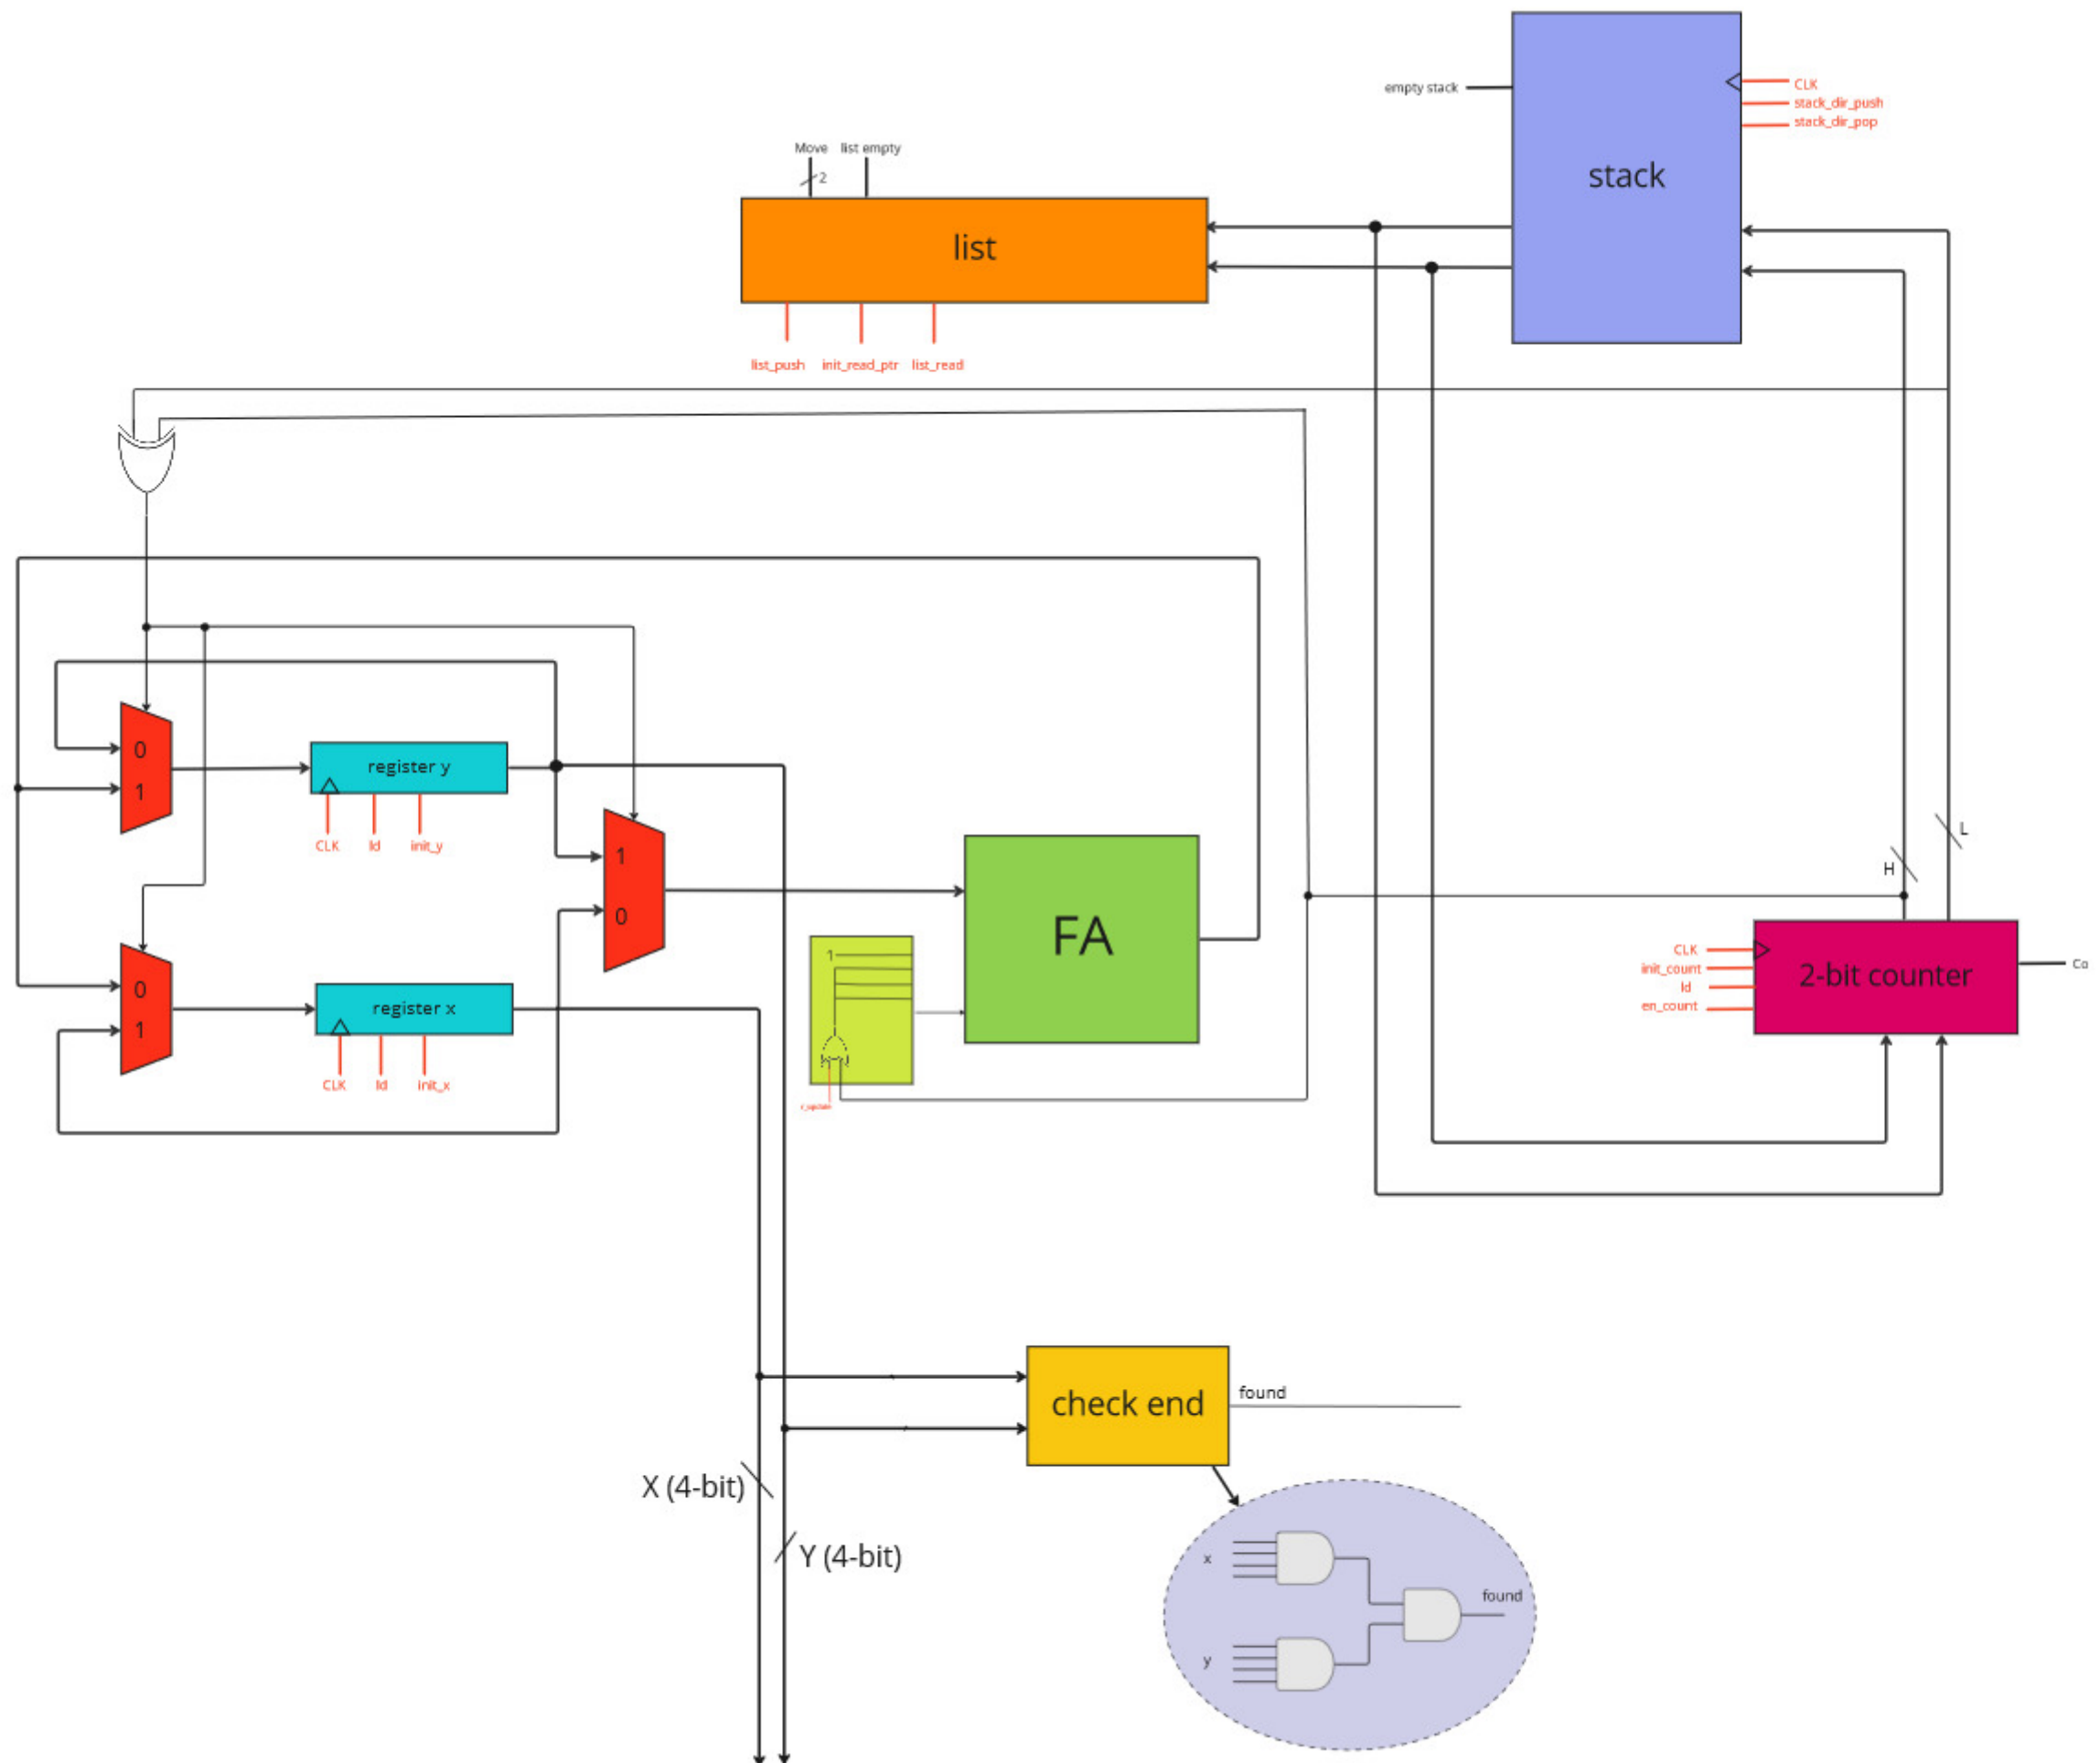 empty stack
CLK
stack_dir_push
stack_dir_pop
stack
Move
list empty
2
list
list_push
init_read_ptr
list_read
0
1
register y
CLK
ld
init_y
1
0
FA
1
L
H
CLK
init_count
ld
en_count
2-bit counter
Co
0
1
register x
CLK
ld
init_x
r_update
check end
found
X (4-bit)
Y (4-bit)
x
found
y